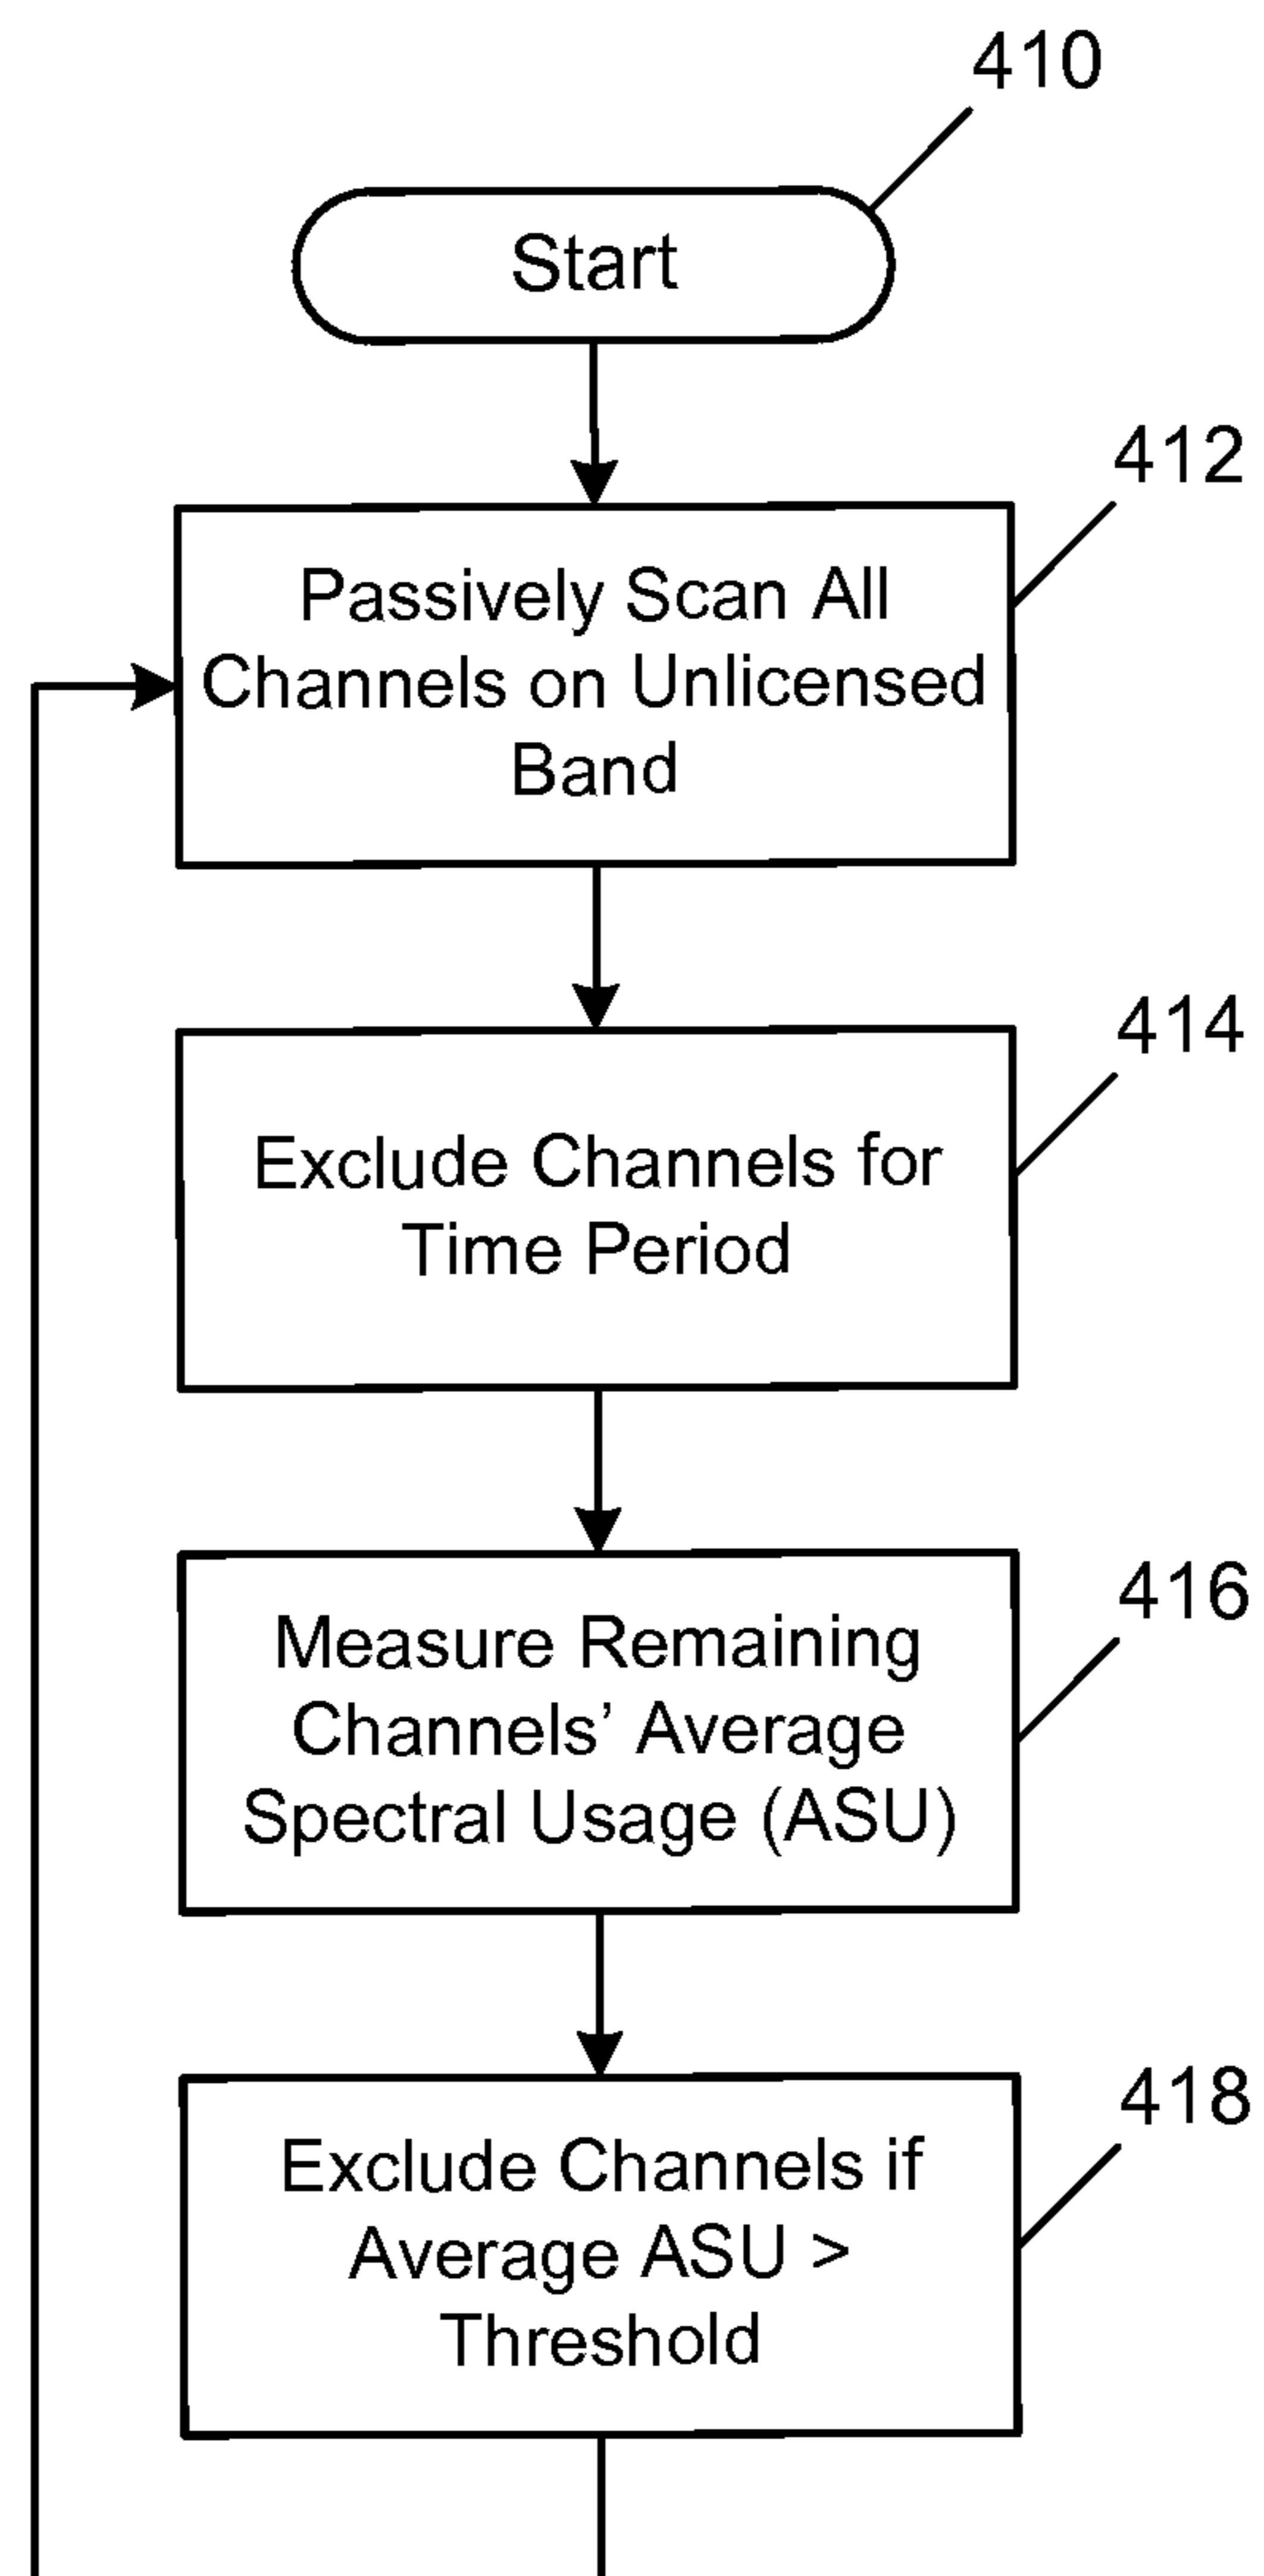 410
Start
412
Passively Scan All
Channels on Unlicensed
Band
414
Exclude Channels for
Time Period
416
Measure Remaining
Channels’ Average
Spectral Usage (ASU)
418
Exclude Channels if
Average ASU >
Threshold